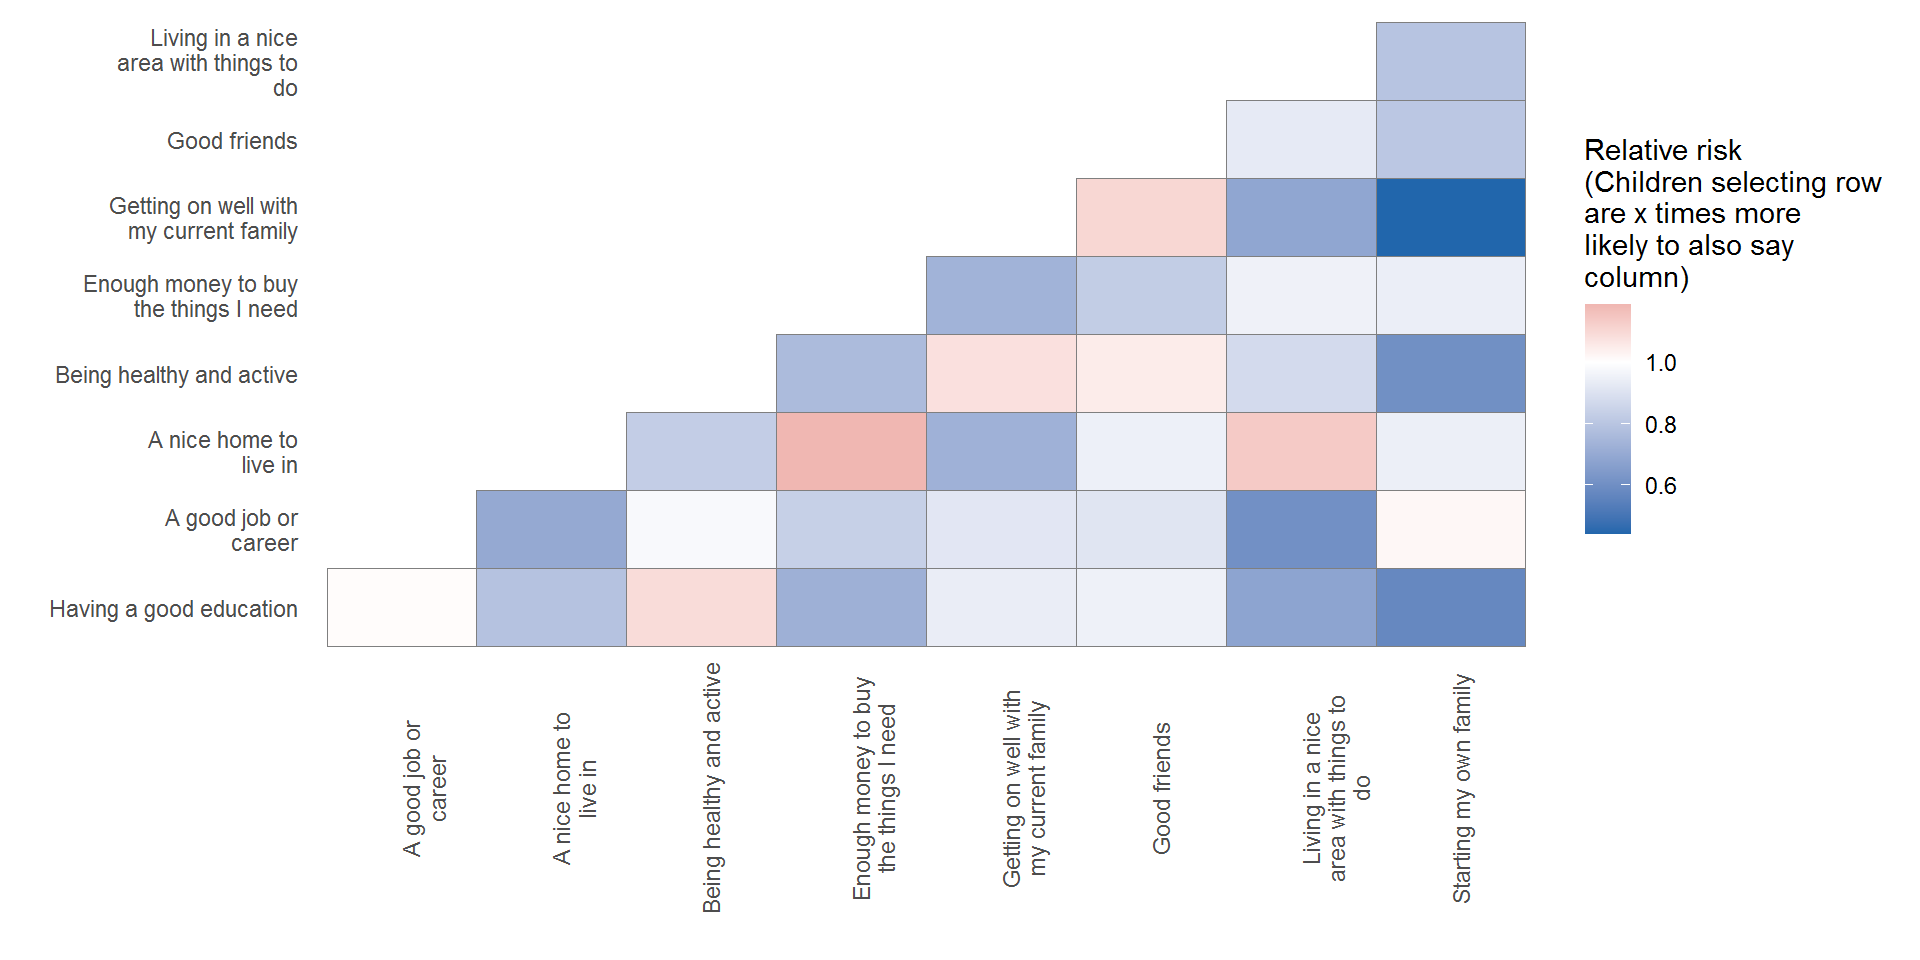 Living in a nice
area with things to
do
Good friends
Getting on well with
my current family
Enough money to buy
the things I need
Being healthy and active
A nice home to
live in
A good job or
career
Having a good education
A good job or
career
A nice home to
live in
Being healthy and active
Enough money to buy
the things I need
Getting on well with
my current family
Good friends
Living in a nice
area with things to
do
Starting my own family
Relative risk
(Children selecting row
are x times more
likely to also say
column)
1.0
0.8
0.6